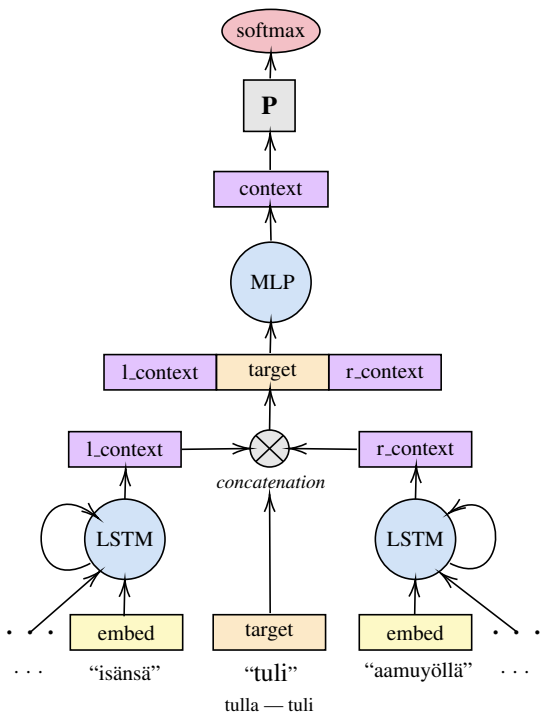 softmax
P
context
MLP
l_context target r_context
l_context r_context
concatenation
LSTM LSTM
embed target embed
. . . “isänsä” “tuli” “aamuyöllä” . . .
tulla — tuli